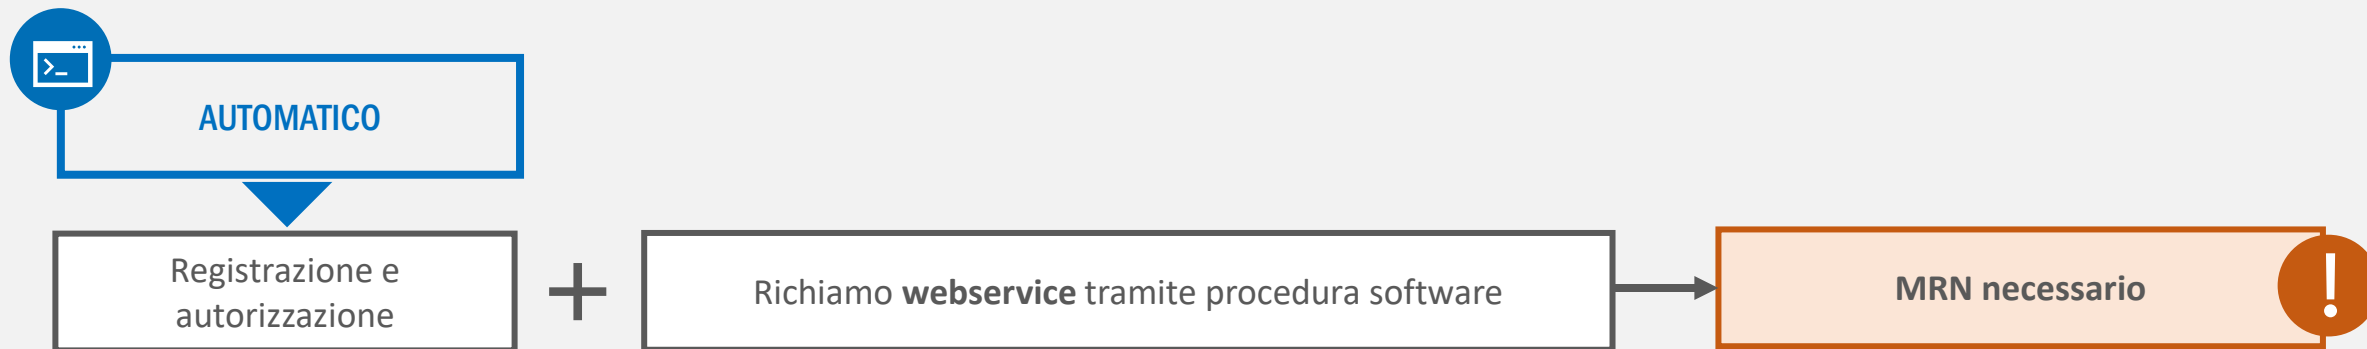 AUTOMATICO
Registrazione e
autorizzazione
+
Richiamo webservice tramite procedura software
MRN necessario
!